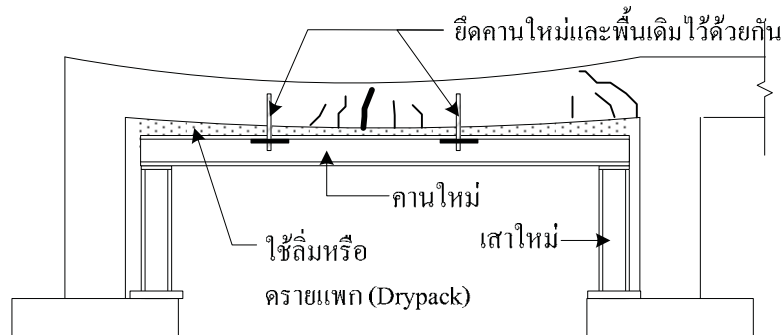 ยึดคานใหม่และพื้นเดิมไว้ด้วยกัน
คานใหม่
เสาใหม่
ใช้ลิ่มหรือ
ดรายแพก (Drypack)